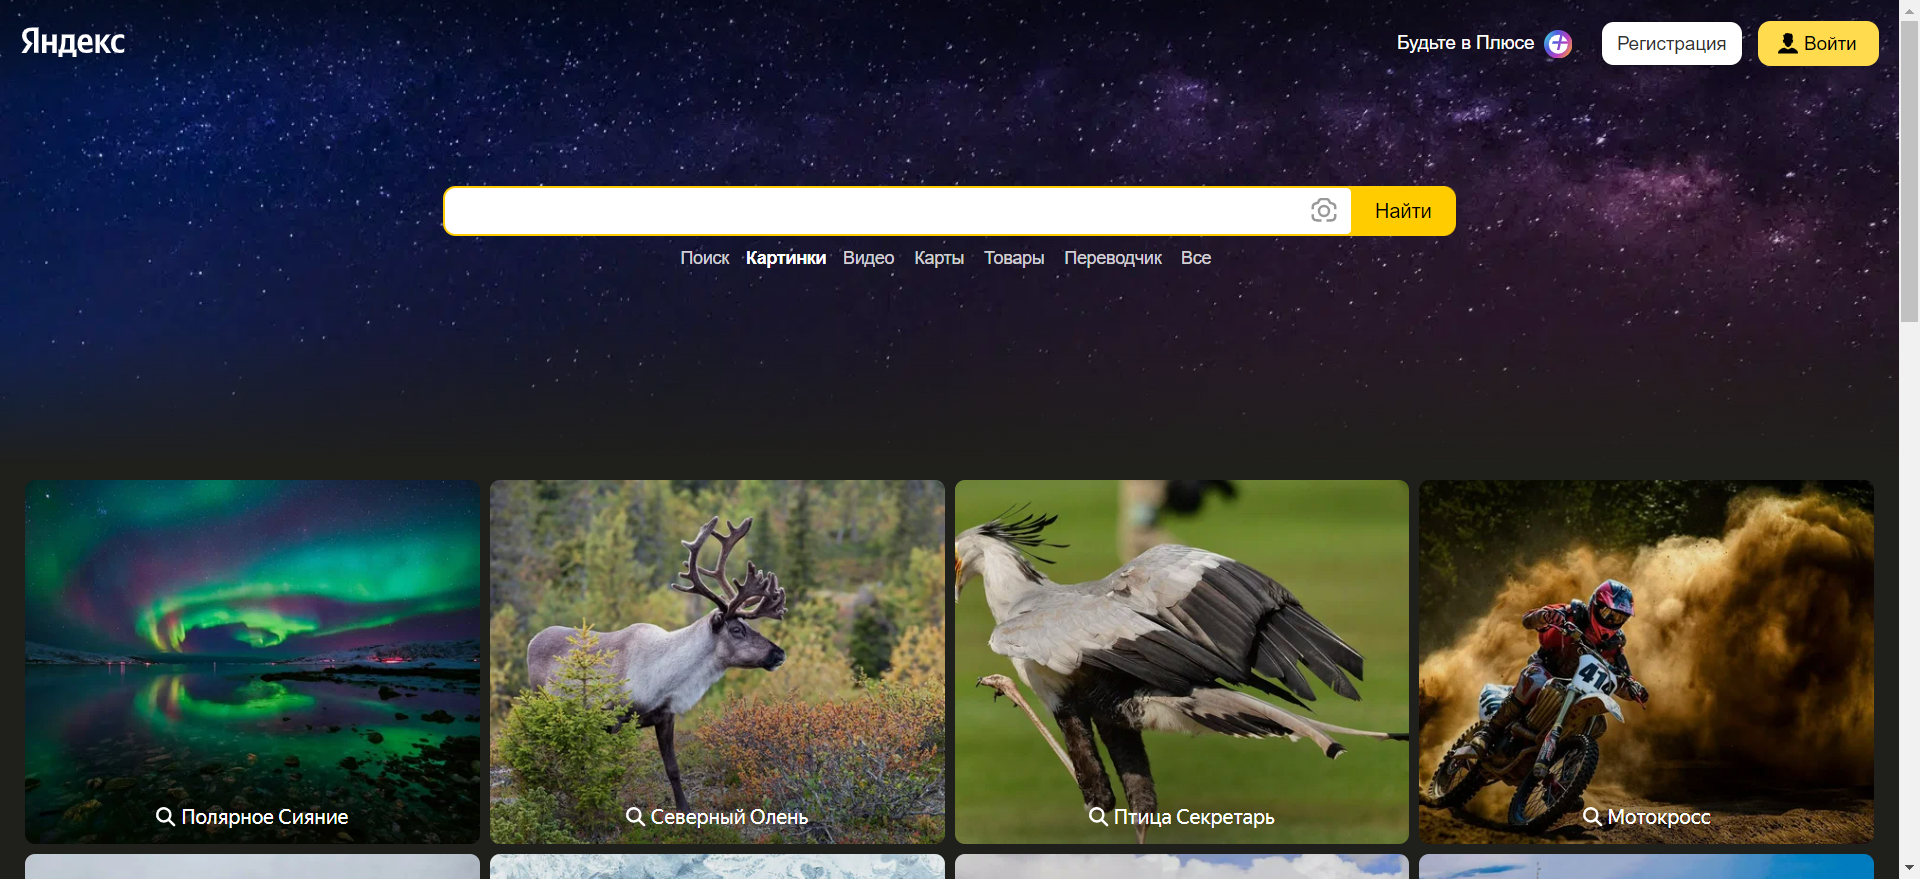 Яндекс
Будьте в Плюсе
Регистрация
Войти
Найти
Поиск Картинки Видео Карты Товары Переводчик Все
Полярное Сияние
Северный Олень
Птица Секретарь
Мотокросс
414